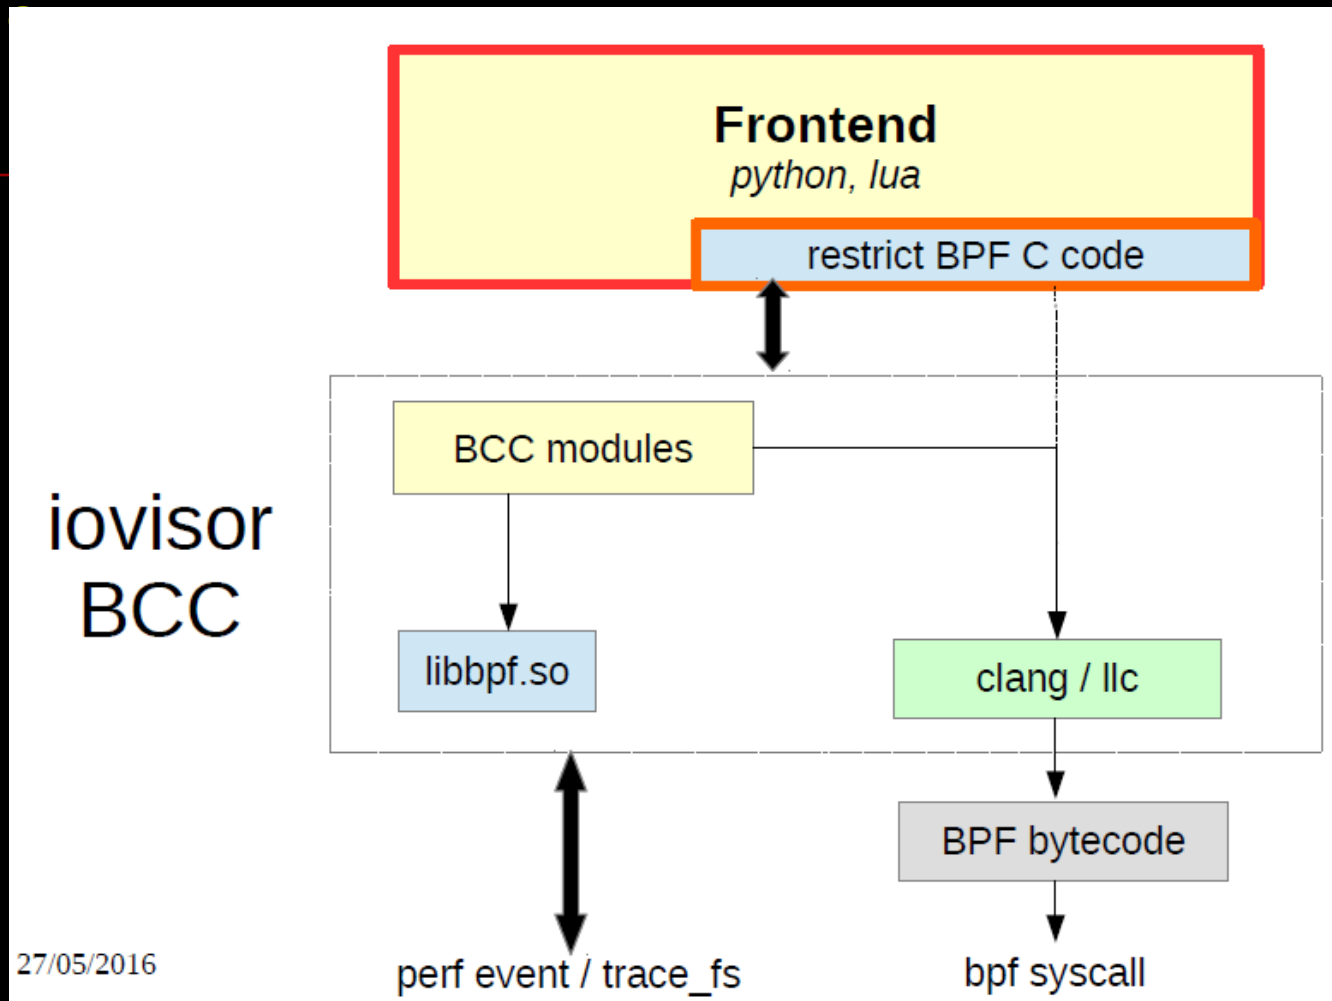 Frontend
python, lua
restrict BPF C code
BCC modules
iovisor
BCC
libbpf.so
clang / llc
BPF bytecode
27/05/2016
perf event / trace_fs
bpf syscall